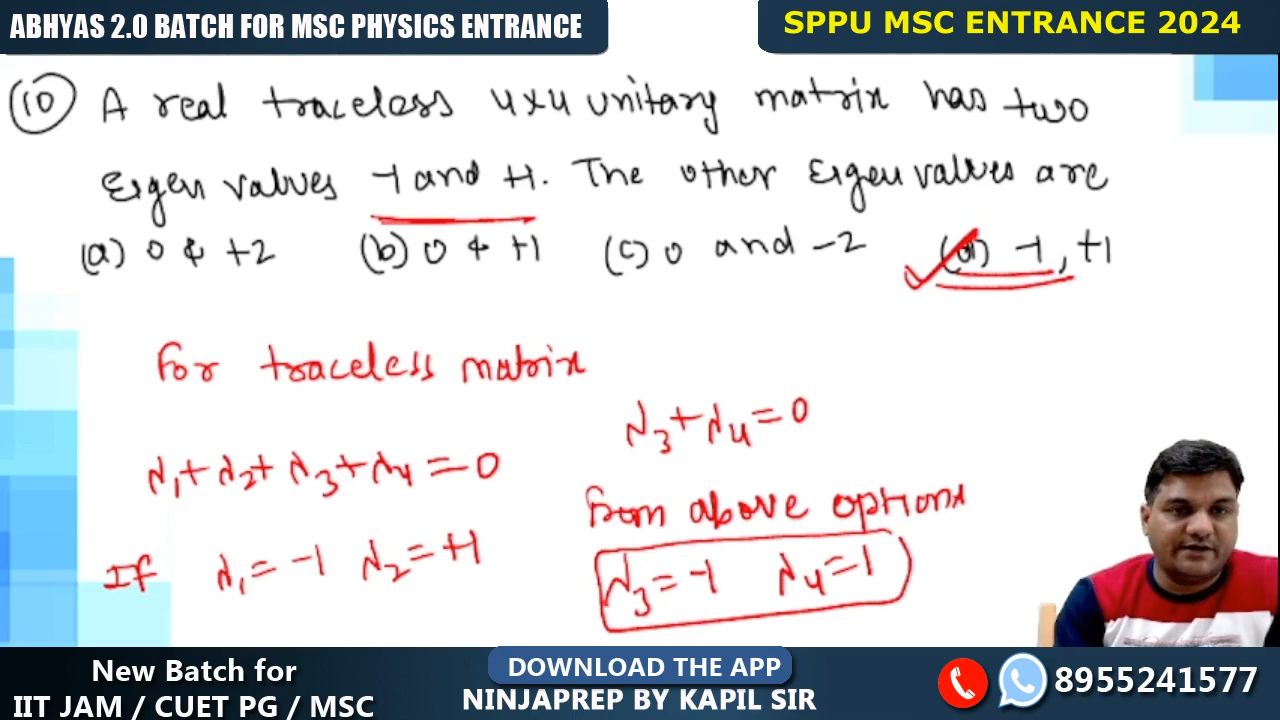 ABHYAS 2.0 BATCH FOR MSC PHYSICS ENTRANCE
SPPU MSC ENTRANCE 2024
(10) A real traceless 4x4 unitary matrix has two
Eigen values -1 and +1. The other Eigen values are
(a) 0 & +2 (b) 0 & +1 (c) 0 and -2 (d) -1, +1
For traceless matrix
λ₁+λ₂+λ₃+λ₄=0
If λ₁=-1 λ₂=+1
λ₃+λ₄=0
From above options
λ₃=-1 λ₄=1
New Batch for
IIT JAM / CUET PG / MSC
DOWNLOAD THE APP
NINJAPREP BY KAPIL SIR
8955241577